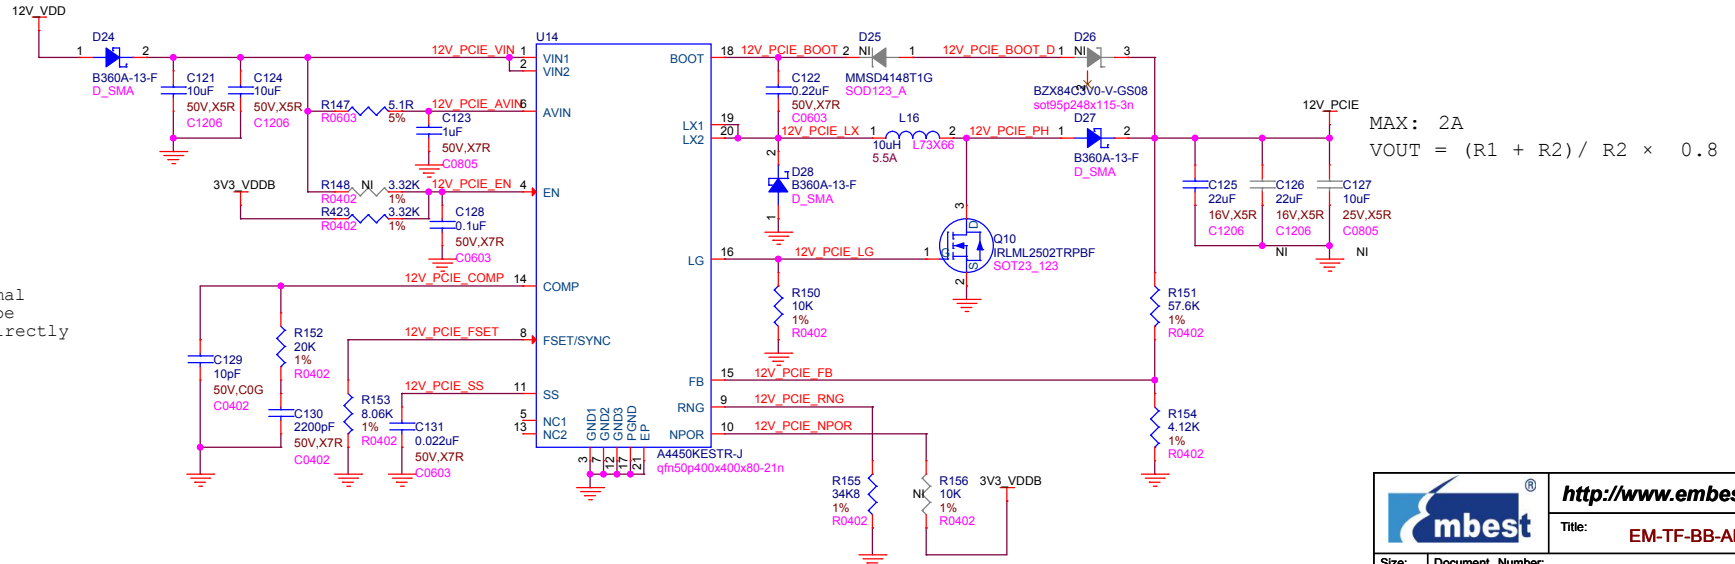 12V_VDD
D24
1 2
B360A-13-F
D_SMA
C121
10uF
50V,X5R
C1206
C124
10uF
50V,X5R
C1206
12V_PCIE_VIN 1
2
R147 5.1R
R0603 5%
12V_PCIE_AVIN 6
C123
1uF
50V,X7R
C0805
3V3_VDDB
R148 NI 3.32K
R0402 1%
12V_PCIE_EN 4
R423 3.32K
R0402 1%
C128
0.1uF
50V,X7R
C0603
12V_PCIE_COMP 14
R152
20K
1%
R0402
C129
10pF
50V,C0G
C0402
C130
2200pF
50V,X7R
C0402
12V_PCIE_FSET 8
R153
8.06K
1%
R0402
12V_PCIE_SS 11
C131
0.022uF
50V,X7R
C0603
5
13
U14
VIN1
VIN2
AVIN
EN
COMP
FSET/SYNC
SS
NC1
NC2
BOOT
LX1
LX2
LG
FB
RNG
NPOR
GND1
GND2
GND3
PGND
EP
3
7
12
17
21
A4450KESTR-J
qfn50p400x400x80-21n
18 12V_PCIE_BOOT 2 NI 1
D25
MMSD4148T1G
SOD123_A
12V_PCIE_BOOT_D 1 NI 3
D26
BZX84C3V0-V-GS08
sot95p248x115-3n
C122
0.22uF
50V,X7R
C0603
19
20
12V_PCIE_LX 1 2
L16
10uH
5.5A
L73X66
12V_PCIE_PH 1 2
D27
B360A-13-F
D_SMA
2
D28
B360A-13-F
D_SMA
1
12V_PCIE
MAX: 2A
VOUT = (R1 + R2)/ R2 × 0.8
C125
22uF
16V,X5R
C1206
C126
22uF
16V,X5R
C1206
NI
C127
10uF
25V,X5R
C0805
NI
3
D
G
S
2
Q10
IRLML2502TRPBF
SOT23_123
16 12V_PCIE_LG 1
R150
10K
1%
R0402
R151
57.6K
1%
R0402
15 12V_PCIE_FB
9 12V_PCIE_RNG
10 12V_PCIE_NPOR
R154
4.12K
1%
R0402
R155
34K8
1%
R0402
NI
R156
10K
1%
R0402
3V3_VDDB
mbest
®
http://www.embes
Title:
EM-TF-BB-A
Size:
Document Number: